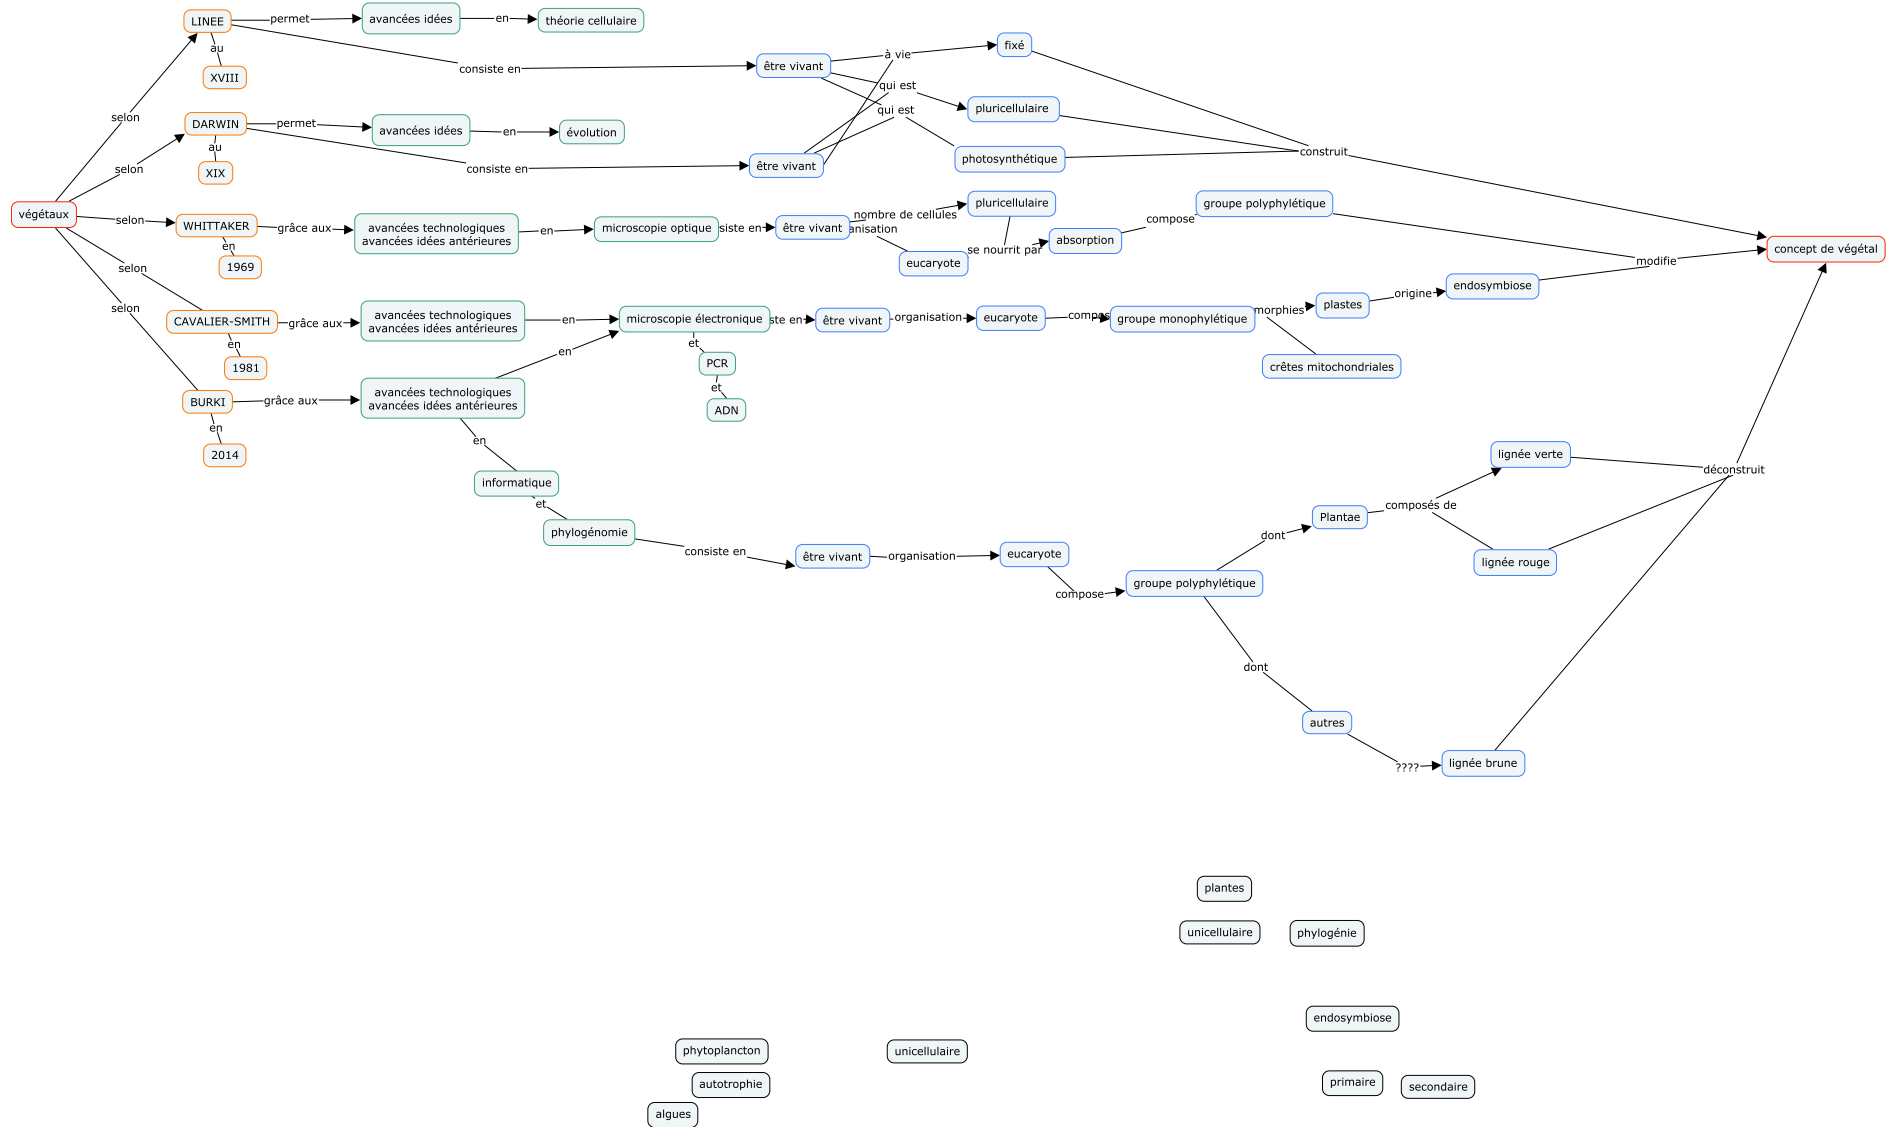 LINEE
permet
avancées idées
en
théorie cellulaire
au
XVIII
consiste en
être vivant
à vie
fixé
qui est
pluricellulaire
qui est
photosynthétique
construit
selon
DARWIN
permet
avancées idées
en
évolution
au
XIX
consiste en
être vivant
selon
végétaux
selon
WHITTAKER
en
1969
grâce aux
avancées technologiques
avancées idées antérieures
en
microscopie optique
siste en
être vivant
nombre de cellules
anisation
pluricellulaire
eucaryote
se nourrit par
absorption
compose
groupe polyphylétique
modifie
concept de végétal
selon
CAVALIER-SMITH
en
1981
grâce aux
avancées technologiques
avancées idées antérieures
en
microscopie électronique
ste en
être vivant
organisation
eucaryote
compos
groupe monophylétique
morphies
plastes
origine
endosymbiose
crêtes mitochondriales
et
PCR
et
ADN
selon
BURKI
en
2014
grâce aux
avancées technologiques
avancées idées antérieures
en
en
informatique
et
phylogénomie
consiste en
être vivant
organisation
eucaryote
compose
groupe polyphylétique
dont
Plantae
composés de
lignée verte
lignée rouge
déconstruit
dont
autres
????
lignée brune
plantes
unicellulaire
phylogénie
endosymbiose
phytoplancton
unicellulaire
autotrophie
primaire
secondaire
algues